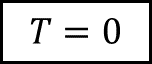 T = 0